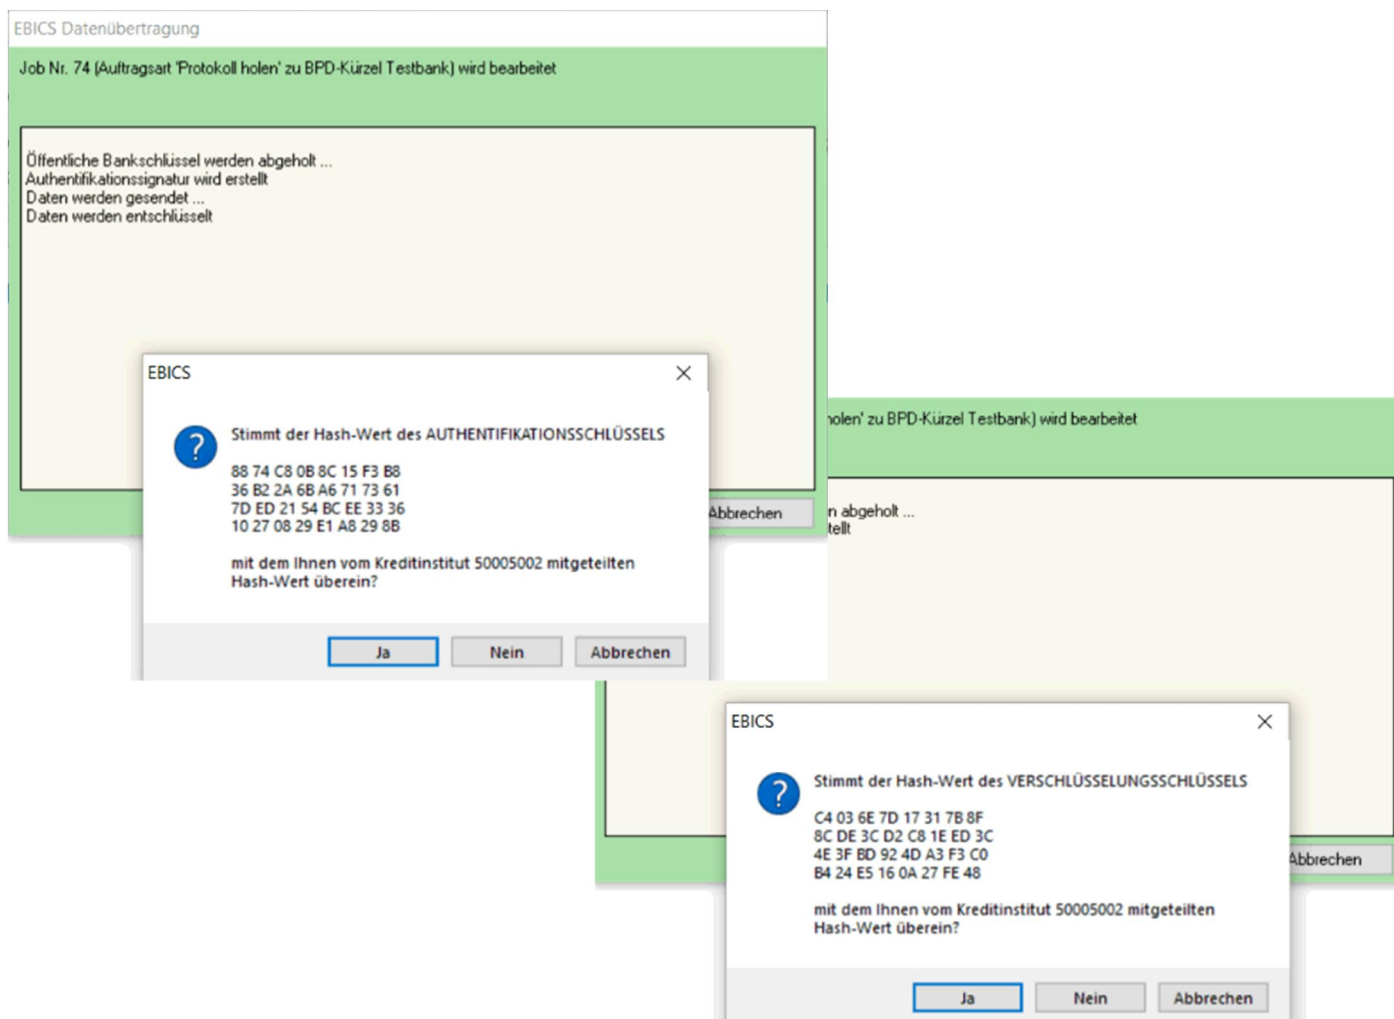 EBICS Datenübertragung
Job Nr. 74 (Auftragsart 'Protokoll holen' zu BPD-Kürzel Testbank) wird bearbeitet
Öffentliche Bankschlüssel werden abgeholt ...
Authentifikationssignatur wird erstellt
Daten werden gesendet ...
Daten werden entschlüsselt
Abbrechen
EBICS
Stimmt der Hash-Wert des AUTHENTIFIKATIONSSCHLÜSSELS
88 74 C8 0B 8C 15 F3 B8
36 B2 2A 6B A6 71 73 61
7D ED 21 54 BC EE 33 36
10 27 08 29 E1 A8 29 8B
mit dem Ihnen vom Kreditinstitut 50005002 mitgeteilten
Hash-Wert überein?
Ja Nein Abbrechen
holen' zu BPD-Kürzel Testbank) wird bearbeitet
n abgeholt ...
tellt
Abbrechen
EBICS
Stimmt der Hash-Wert des VERSCHLÜSSELUNGSSCHLÜSSELS
C4 03 6E 7D 17 31 7B 8F
8C DE 3C D2 C8 1E ED 3C
4E 3F BD 92 4D A3 F3 C0
B4 24 E5 16 0A 27 FE 48
mit dem Ihnen vom Kreditinstitut 50005002 mitgeteilten
Hash-Wert überein?
Ja Nein Abbrechen